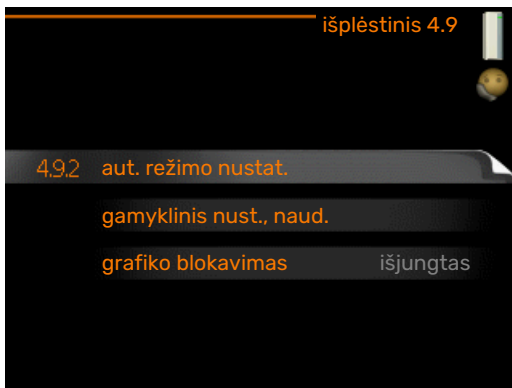 išplėstinis 4.9
4.9.2 aut. režimo nustat.
gamyklinis nust., naud.
grafiko blokavimas išjungtas